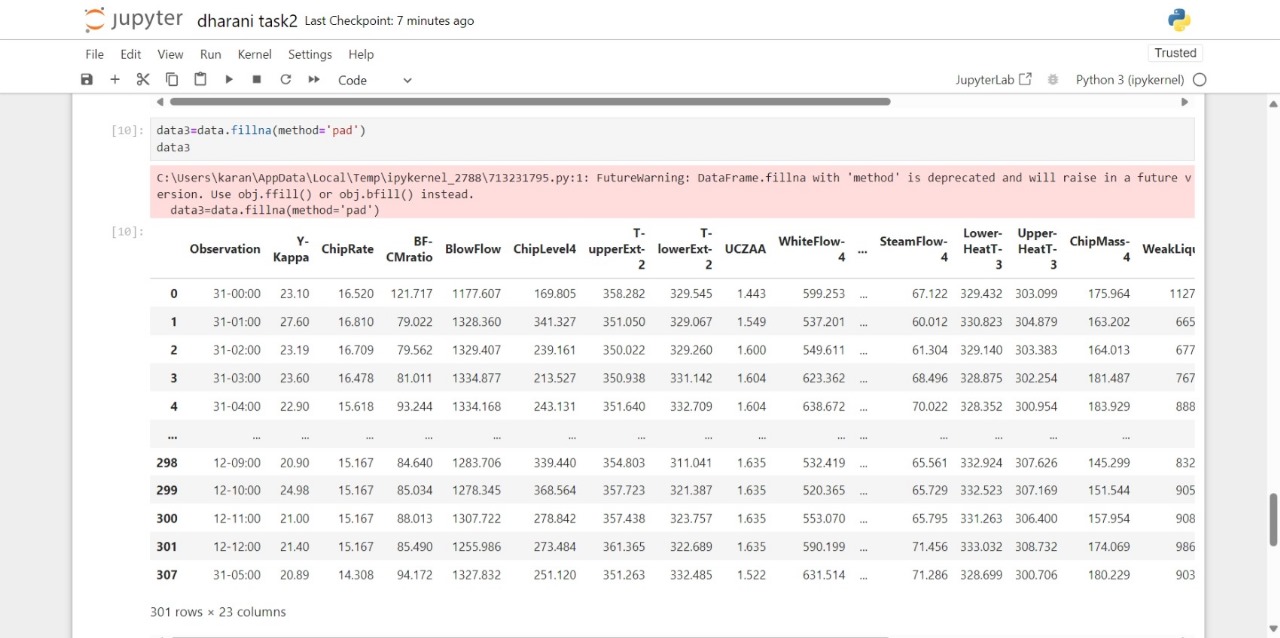 jupyter dharani task2 Last Checkpoint: 7 minutes ago
File Edit View Run Kernel Settings Help Trusted
Code JupyterLab Python 3 (ipykernel)
[10]: data3=data.fillna(method='pad')
data3
C:\Users\karan\AppData\Local\Temp\ipykernel_2788\713231795.py:1: FutureWarning: DataFrame.fillna with 'method' is deprecated and will raise in a future v
ersion. Use obj.ffill() or obj.bfill() instead.
data3=data.fillna(method='pad')
[10]:
Observation Y-Kappa ChipRate BF-CMratio BlowFlow ChipLevel4 T-upperExt-2 T-lowerExt-2 UCZAA WhiteFlow-4 ... SteamFlow-4 Lower-HeatT-3 Upper-HeatT-3 ChipMass-4 WeakLiqu
0 31-00:00 23.10 16.520 121.717 1177.607 169.805 358.282 329.545 1.443 599.253 ... 67.122 329.432 303.099 175.964 1127
1 31-01:00 27.60 16.810 79.022 1328.360 341.327 351.050 329.067 1.549 537.201 ... 60.012 330.823 304.879 163.202 665
2 31-02:00 23.19 16.709 79.562 1329.407 239.161 350.022 329.260 1.600 549.611 ... 61.304 329.140 303.383 164.013 677
3 31-03:00 23.60 16.478 81.011 1334.877 213.527 350.938 331.142 1.604 623.362 ... 68.496 328.875 302.254 181.487 767
4 31-04:00 22.90 15.618 93.244 1334.168 243.131 351.640 332.709 1.604 638.672 ... 70.022 328.352 300.954 183.929 888
... ... ... ... ... ... ... ... ... ... ... ... ... ... ... ...
298 12-09:00 20.90 15.167 84.640 1283.706 339.440 354.803 311.041 1.635 532.419 ... 65.561 332.924 307.626 145.299 832
299 12-10:00 24.98 15.167 85.034 1278.345 368.564 357.723 321.387 1.635 520.365 ... 65.729 332.523 307.169 151.544 905
300 12-11:00 21.00 15.167 88.013 1307.722 278.842 357.438 323.757 1.635 553.070 ... 65.795 331.263 306.400 157.954 908
301 12-12:00 21.40 15.167 85.490 1255.986 273.484 361.365 322.689 1.635 590.199 ... 71.456 333.032 308.732 174.069 986
307 31-05:00 20.89 14.308 94.172 1327.832 251.120 351.263 332.485 1.522 631.514 ... 71.286 328.699 300.706 180.229 903
301 rows × 23 columns